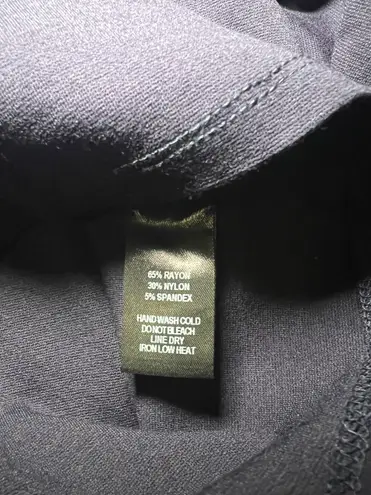 65% RAYON
30% NYLON
5% SPANDEX
HAND WASH COLD
DO NOT BLEACH
LINE DRY
IRON LOW HEAT